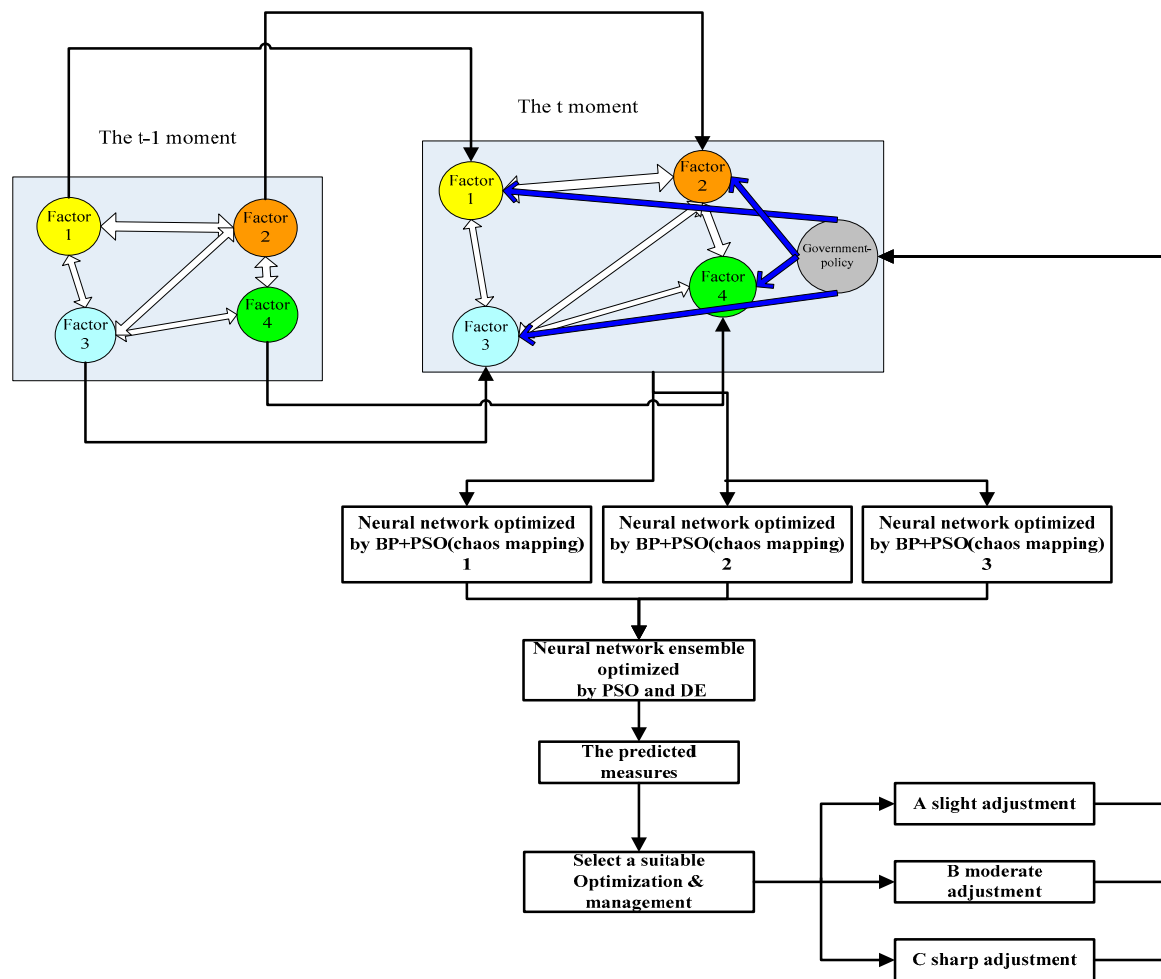 The t-1 moment
Factor
1
Factor
2
Factor
3
Factor
4
The t moment
Factor
1
Factor
2
Government-
policy
Factor
4
Factor
3
Neural network optimized
by BP+PSO(chaos mapping)
1
Neural network optimized
by BP+PSO(chaos mapping)
2
Neural network optimized
by BP+PSO(chaos mapping)
3
Neural network ensemble
optimized
by PSO and DE
The predicted
measures
Select a suitable
Optimization &
management
A slight adjustment
B moderate
adjustment
C sharp adjustment